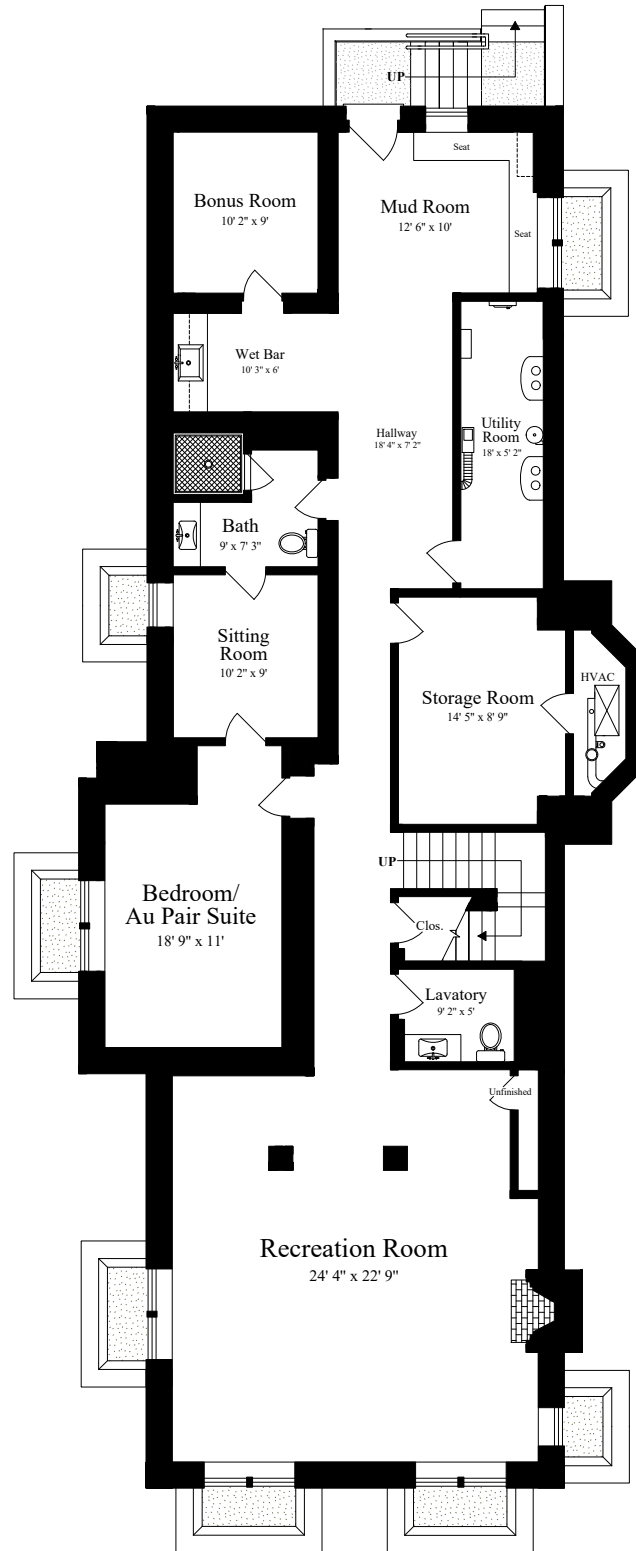 UP
Seat
Bonus Room
10' 2" x 9'
Mud Room
12' 6" x 10'
Seat
Wet Bar
10' 3" x 6'
Hallway
18' 4" x 7' 2"
Utility
Room
18' x 5' 2"
Bath
9' x 7' 3"
Sitting
Room
10' 2" x 9'
HVAC
Storage Room
14' 5" x 8' 9"
UP
Bedroom/
Au Pair Suite
18' 9" x 11'
Clos.
Lavatory
9' 2" x 5'
Unfinished
Recreation Room
24' 4" x 22' 9"